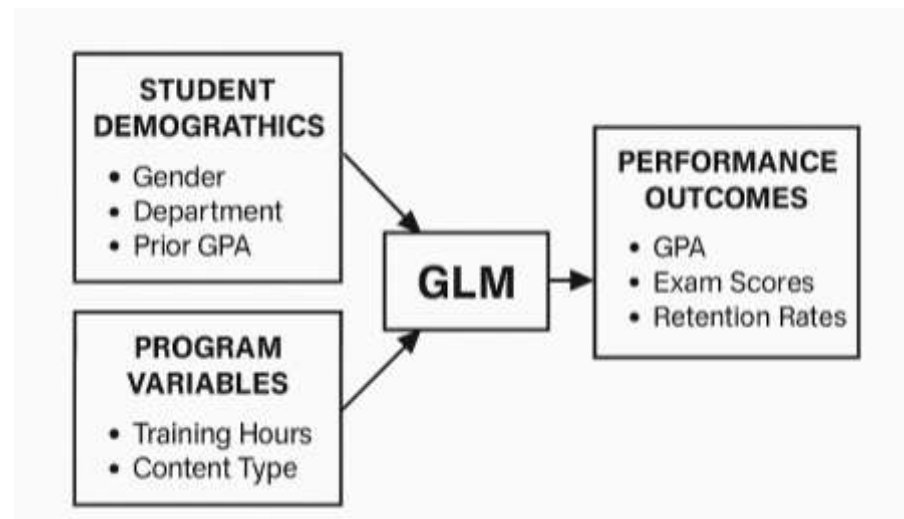 STUDENT
DEMOGRATHICS
• Gender
• Department
• Prior GPA
PROGRAM
VARIABLES
• Training Hours
• Content Type
GLM
PERFORMANCE
OUTCOMES
• GPA
• Exam Scores
• Retention Rates